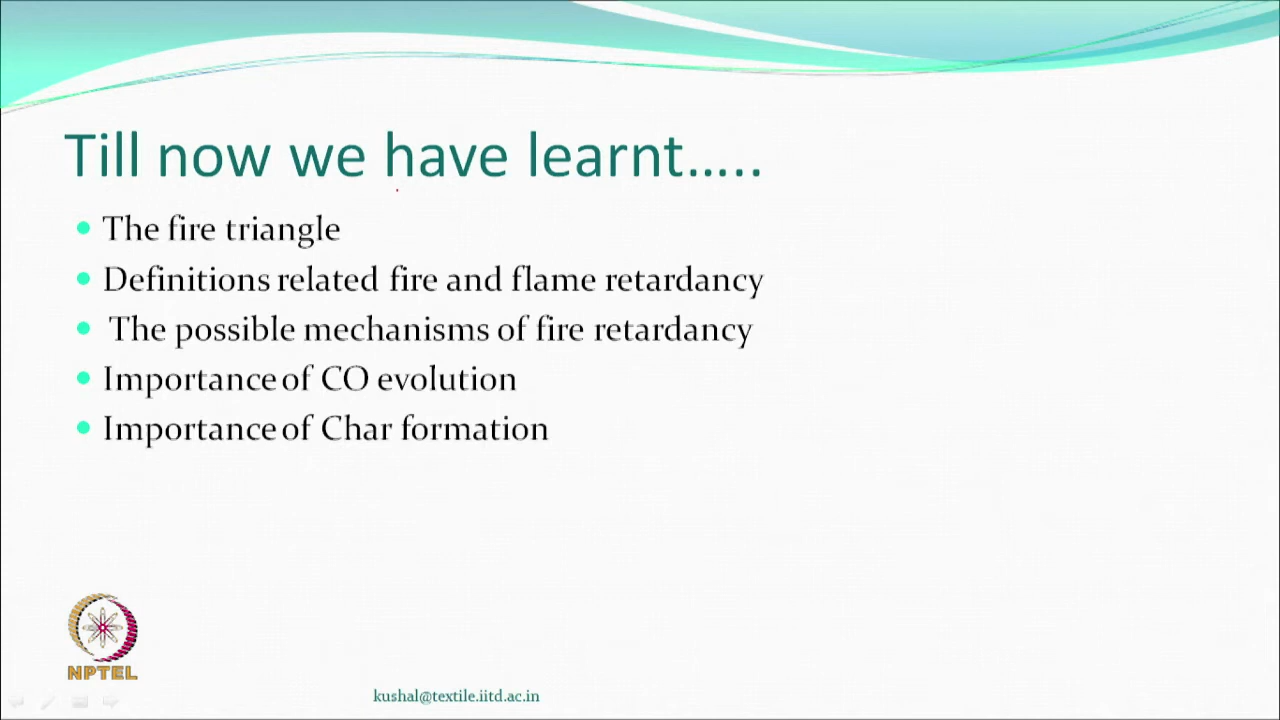 Till now we have learnt…..
The fire triangle
Definitions related fire and flame retardancy
The possible mechanisms of fire retardancy
Importance of CO evolution
Importance of Char formation
NPTEL
kushal@textile.iitd.ac.in